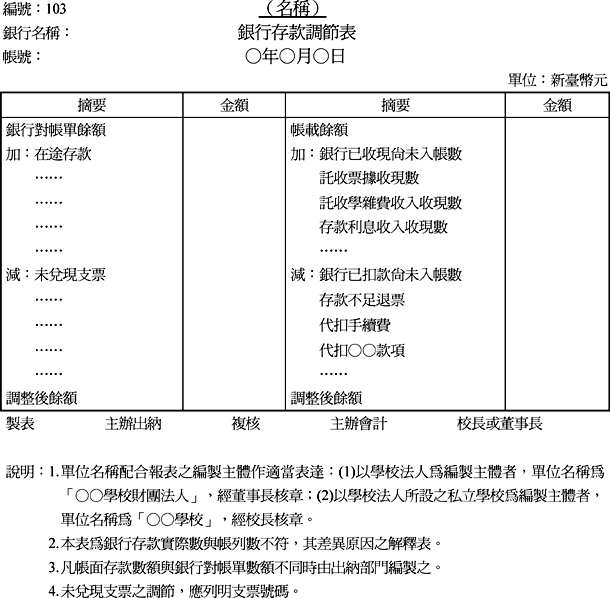 編號：103
（名稱）
銀行名稱：
銀行存款調節表
帳號：
○年○月○日
單位：新臺幣元
摘要 金額 摘要 金額
銀行對帳單餘額 帳載餘額
加：在途存款 加：銀行已收現尚未入帳數
…… 託收票據收現數
…… 託收學雜費收入收現數
…… 存款利息收入收現數
…… ……
減：未兌現支票 減：銀行已扣款尚未入帳數
…… 存款不足退票
…… 代扣手續費
…… 代扣○○款項
…… ……
調整後餘額 調整後餘額
製表 主辦出納 複核 主辦會計 校長或董事長
說明：1.單位名稱配合報表之編製主體作適當表達：(1)以學校法人為編製主體者，單位名稱為
「○○學校財團法人」，經董事長核章；(2)以學校法人所設之私立學校為編製主體者，
單位名稱為「○○學校」，經校長核章。
2.本表為銀行存款實際數與帳列數不符，其差異原因之解釋表。
3.凡帳面存款數額與銀行對帳單數額不同時由出納部門編製之。
4.未兌現支票之調節，應列明支票號碼。